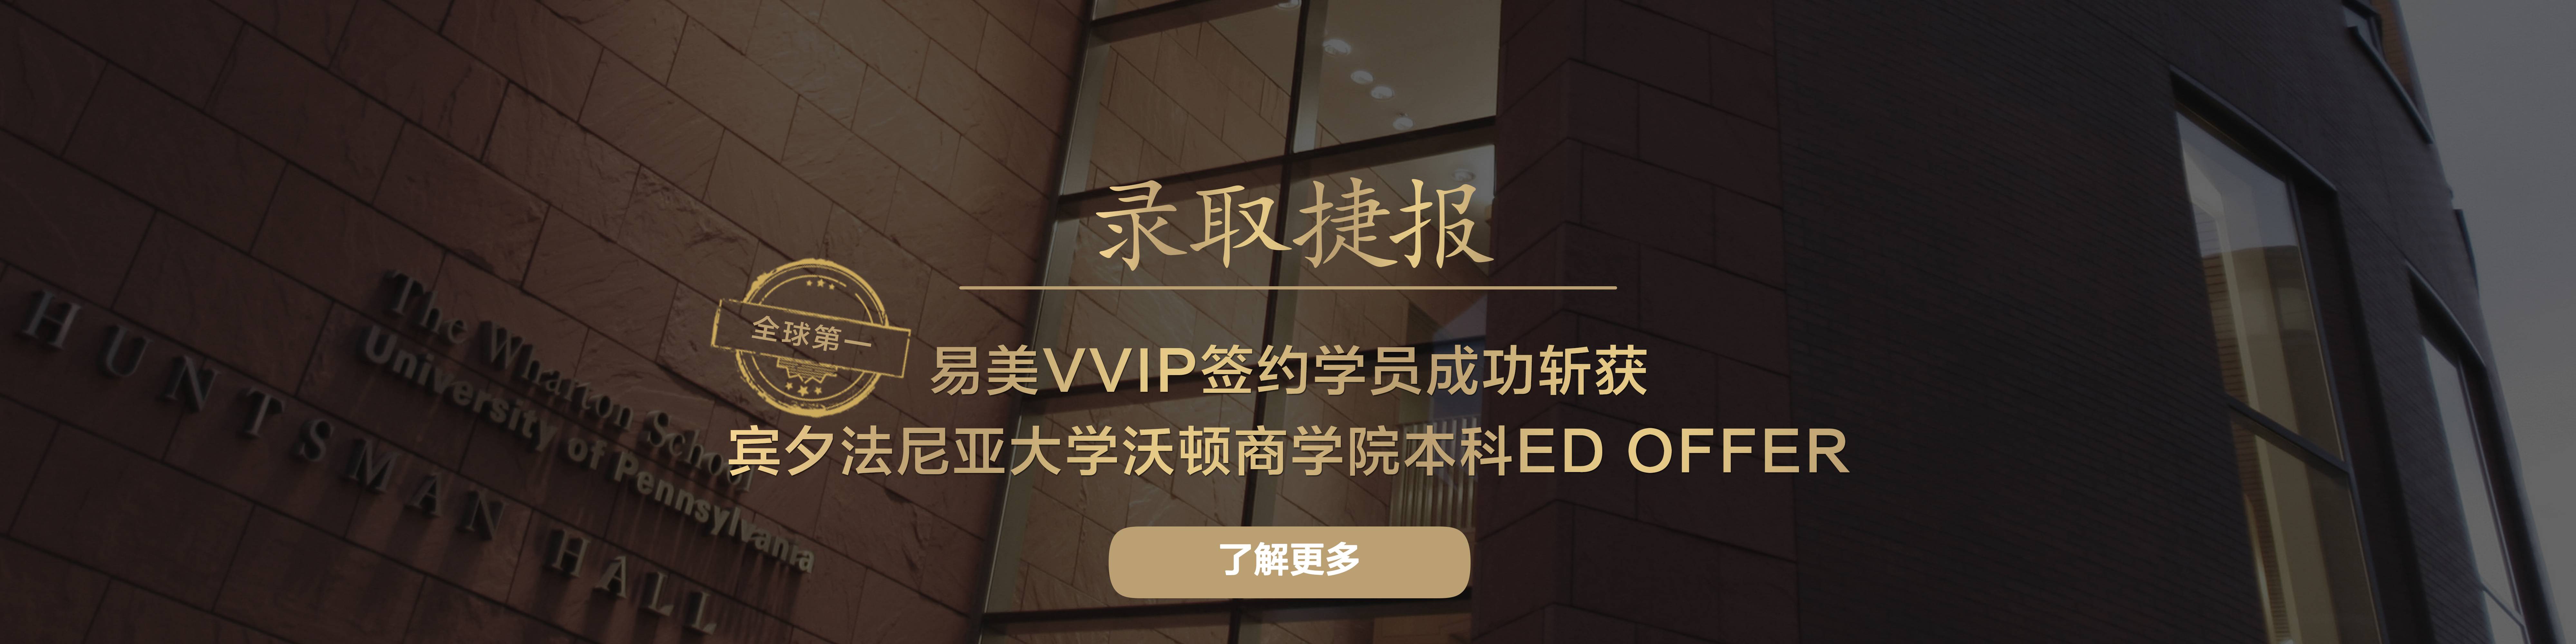 录取捷报
全球第一
易美VVIP签约学员成功斩获
宾夕法尼亚大学沃顿商学院本科ED OFFER
了解更多
The Wharton School
University of Pennsylvania
HUNTSMAN HALL